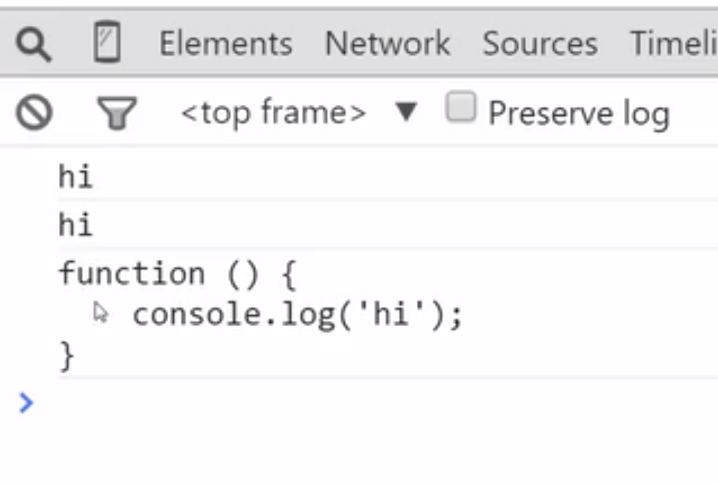 Elements Network Sources Timeli
<top frame> ▼ Preserve log
hi
hi
function () {
console.log('hi');
}
>